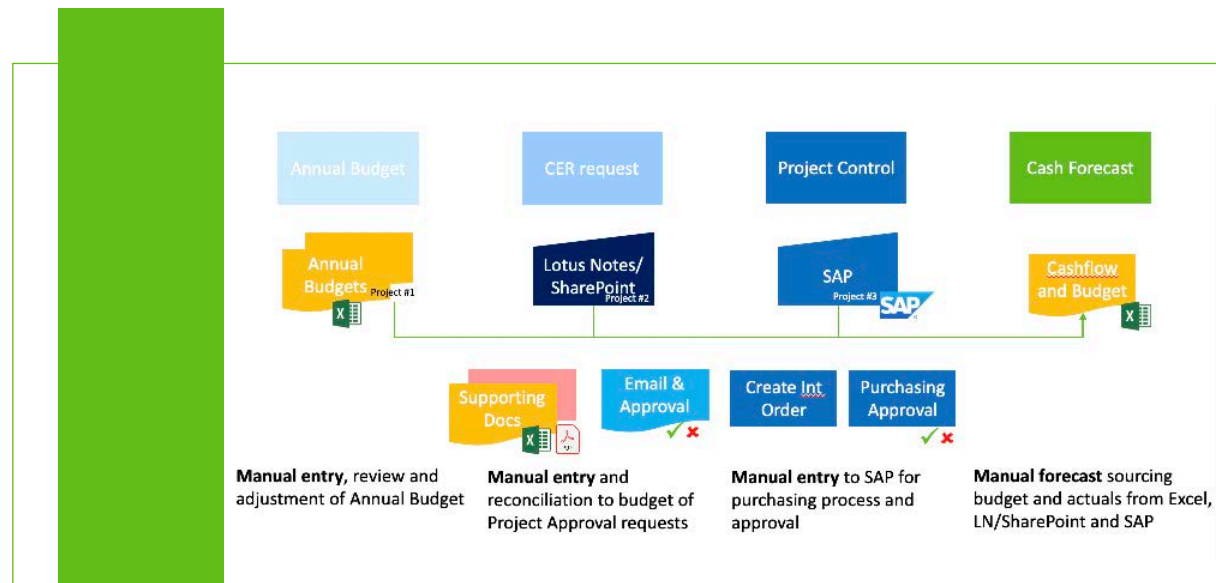 Annual Budget
CER request
Project Control
Cash Forecast
Annual
Budgets
Project #1
Lotus Notes/
SharePoint
Project #2
SAP
Project #3
SAP
Cashflow
and Budget
Supporting
Docs
Email &
Approval
Create Int
Order
Purchasing
Approval
Manual entry, review and
adjustment of Annual Budget
Manual entry and
reconciliation to budget of
Project Approval requests
Manual entry to SAP for
purchasing process and
approval
Manual forecast sourcing
budget and actuals from Excel,
LN/SharePoint and SAP